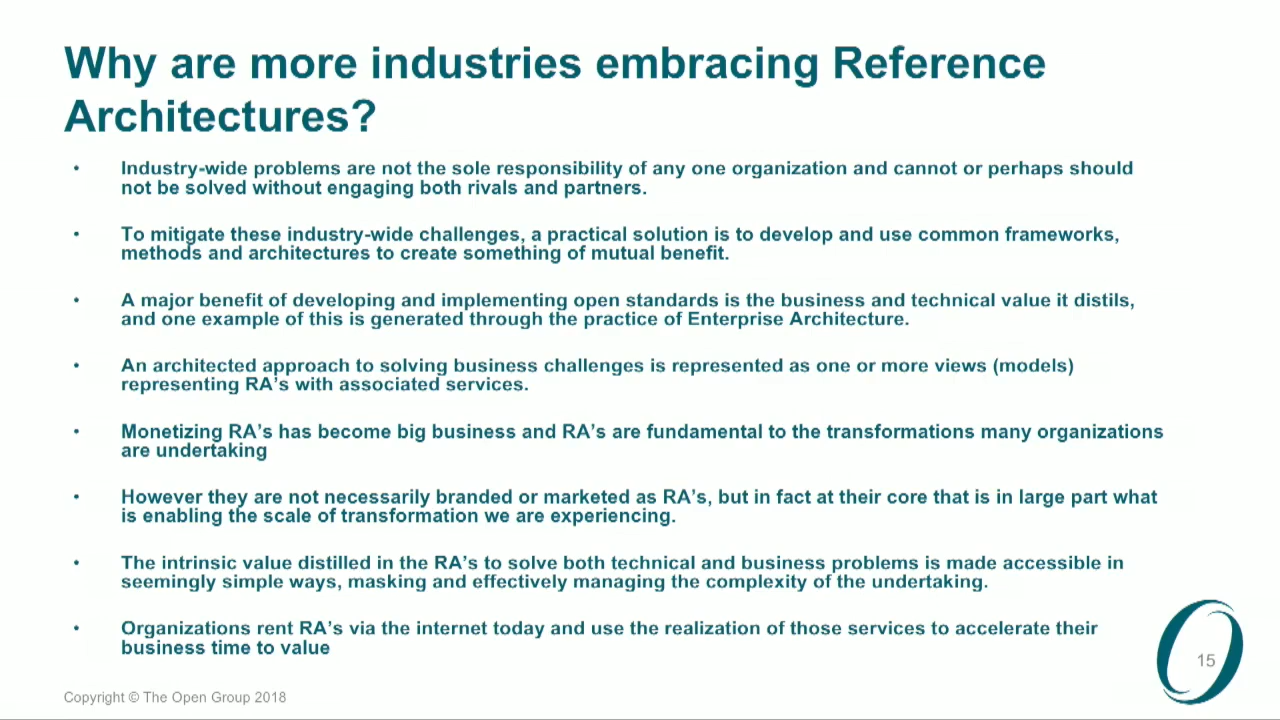 Why are more industries embracing Reference
Architectures?
• Industry-wide problems are not the sole responsibility of any one organization and cannot or perhaps should
not be solved without engaging both rivals and partners.
• To mitigate these industry-wide challenges, a practical solution is to develop and use common frameworks,
methods and architectures to create something of mutual benefit.
• A major benefit of developing and implementing open standards is the business and technical value it distils,
and one example of this is generated through the practice of Enterprise Architecture.
• An architected approach to solving business challenges is represented as one or more views (models)
representing RA's with associated services.
• Monetizing RA's has become big business and RA's are fundamental to the transformations many organizations
are undertaking
• However they are not necessarily branded or marketed as RA's, but in fact at their core that is in large part what
is enabling the scale of transformation we are experiencing.
• The intrinsic value distilled in the RA's to solve both technical and business problems is made accessible in
seemingly simple ways, masking and effectively managing the complexity of the undertaking.
• Organizations rent RA's via the internet today and use the realization of those services to accelerate their
business time to value
15
Copyright © The Open Group 2018